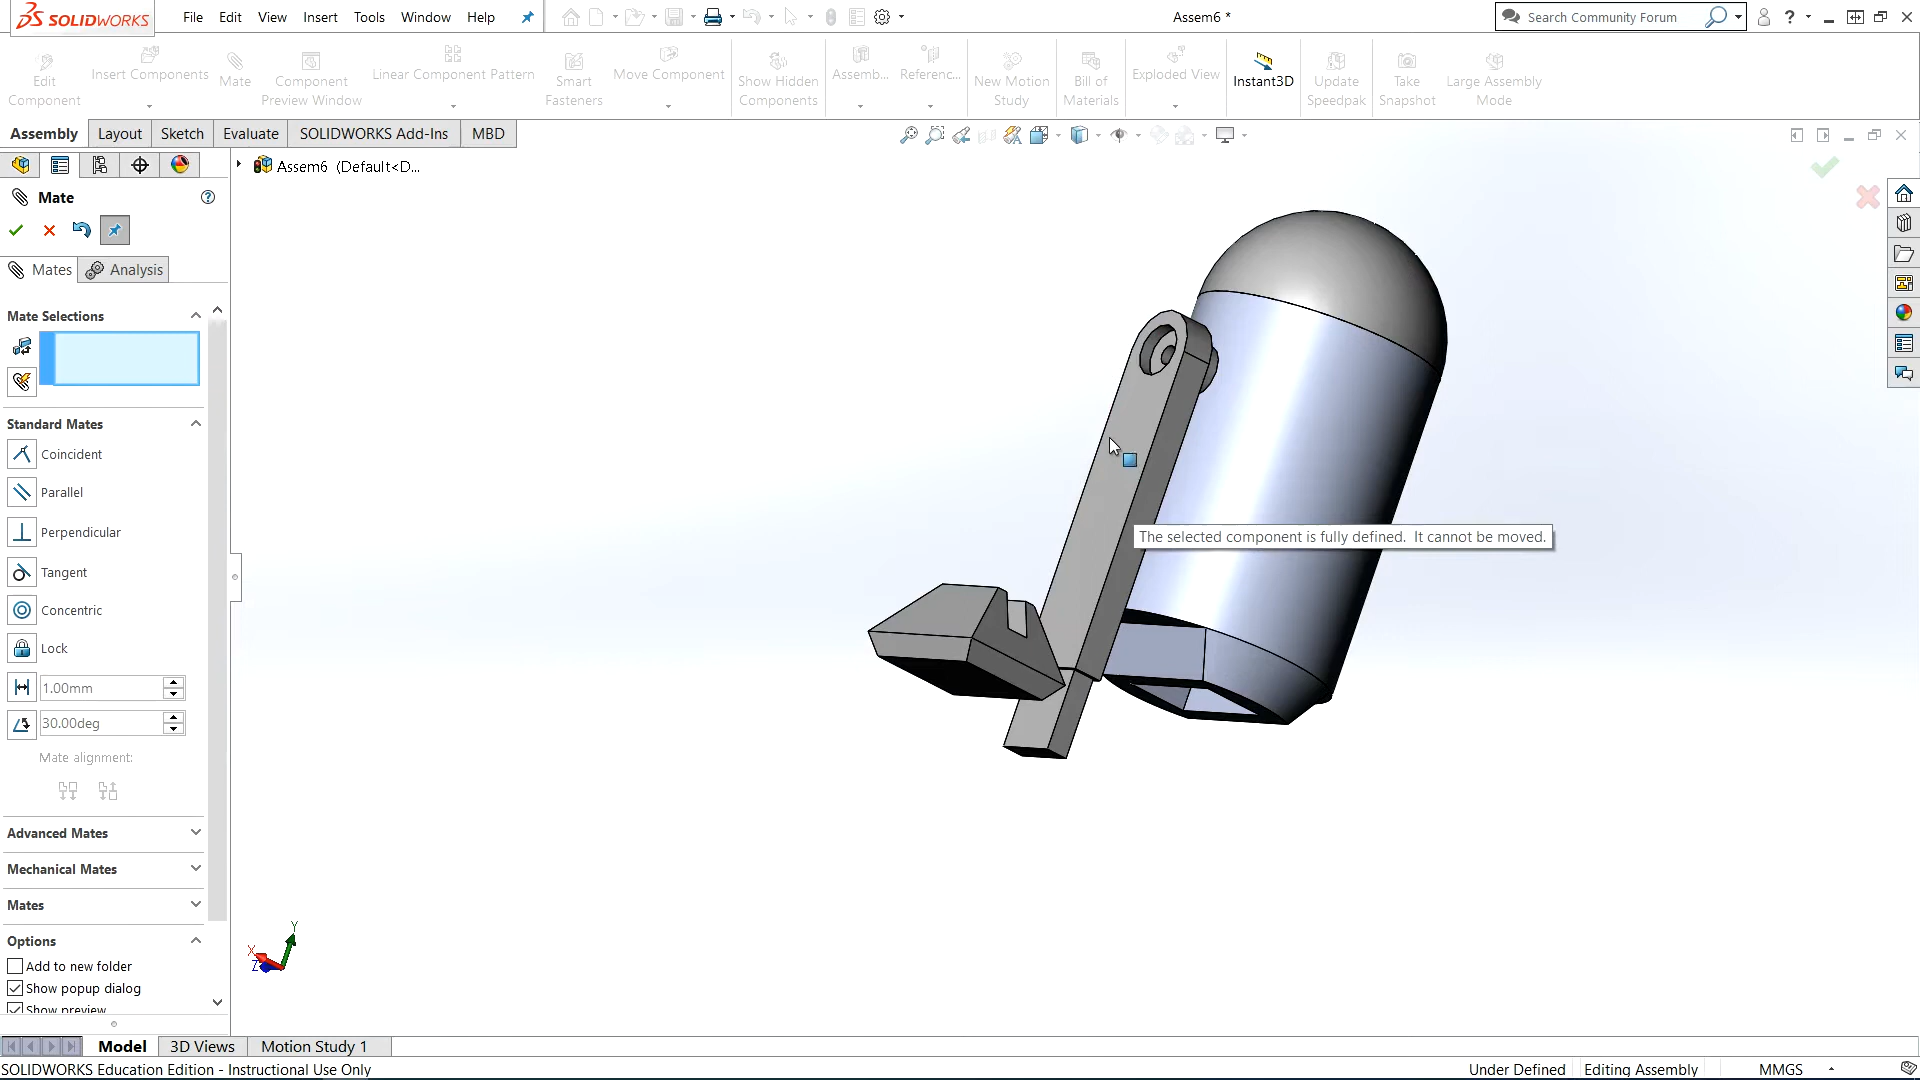 SOLIDWORKS
File Edit View Insert Tools Window Help
Assem6 *
Search Community Forum
?
Edit Component
Insert Components
Mate
Component Preview Window
Linear Component Pattern
Smart Fasteners
Move Component
Show Hidden Components
Assemb...
Referenc...
New Motion Study
Bill of Materials
Exploded View
Instant3D
Update Speedpak
Take Snapshot
Large Assembly Mode
Assembly Layout Sketch Evaluate SOLIDWORKS Add-Ins MBD
Assem6 (Default<D...
Mate
?
Mates Analysis
Mate Selections
Standard Mates
Coincident
Parallel
Perpendicular
Tangent
Concentric
Lock
1.00mm
30.00deg
Mate alignment:
Advanced Mates
Mechanical Mates
Mates
Options
Add to new folder
Show popup dialog
Show preview
The selected component is fully defined. It cannot be moved.
Y
X
Z
Model 3D Views Motion Study 1
SOLIDWORKS Education Edition - Instructional Use Only
Under Defined Editing Assembly MMGS